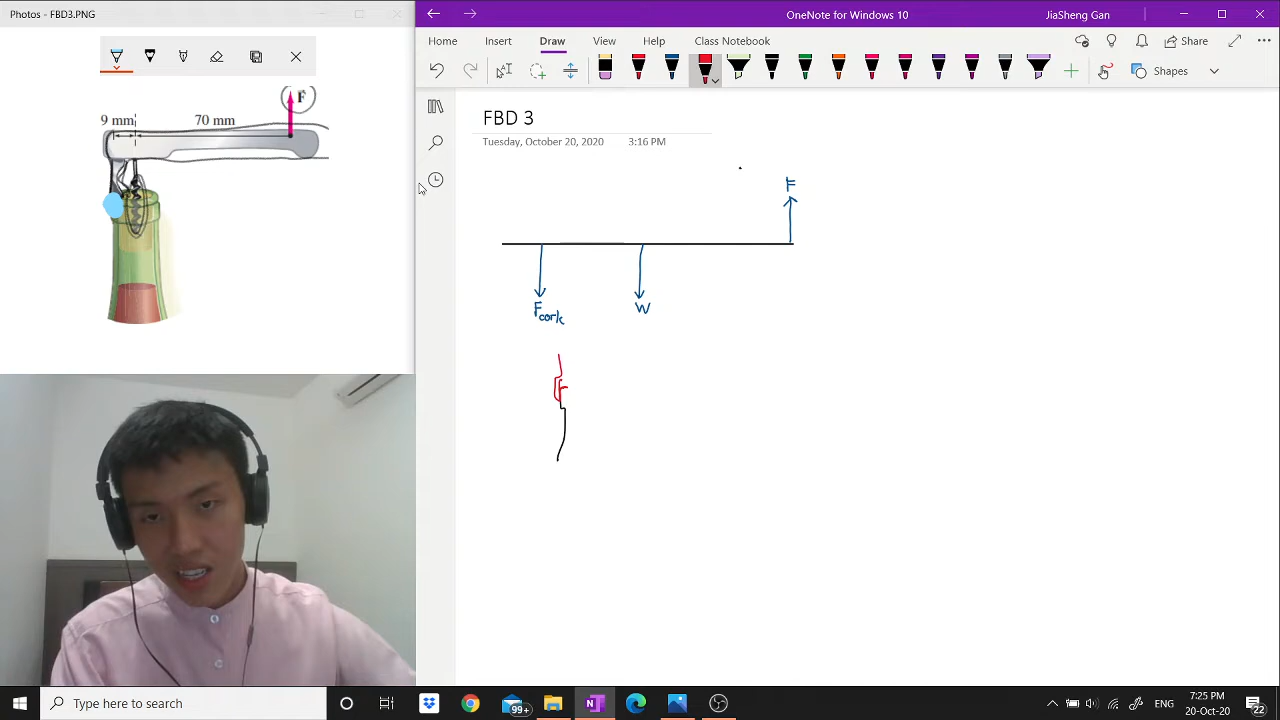 Photos - FBD3.PNG
OneNote for Windows 10
JiaSheng Gan
Home
Insert
Draw
View
Help
Class Notebook
Share
Shapes
F
9 mm
70 mm
FBD 3
Tuesday, October 20, 2020
3:16 PM
F
Fcork
W
Type here to search
99+
ENG
7:25 PM
20-Oct-20
22